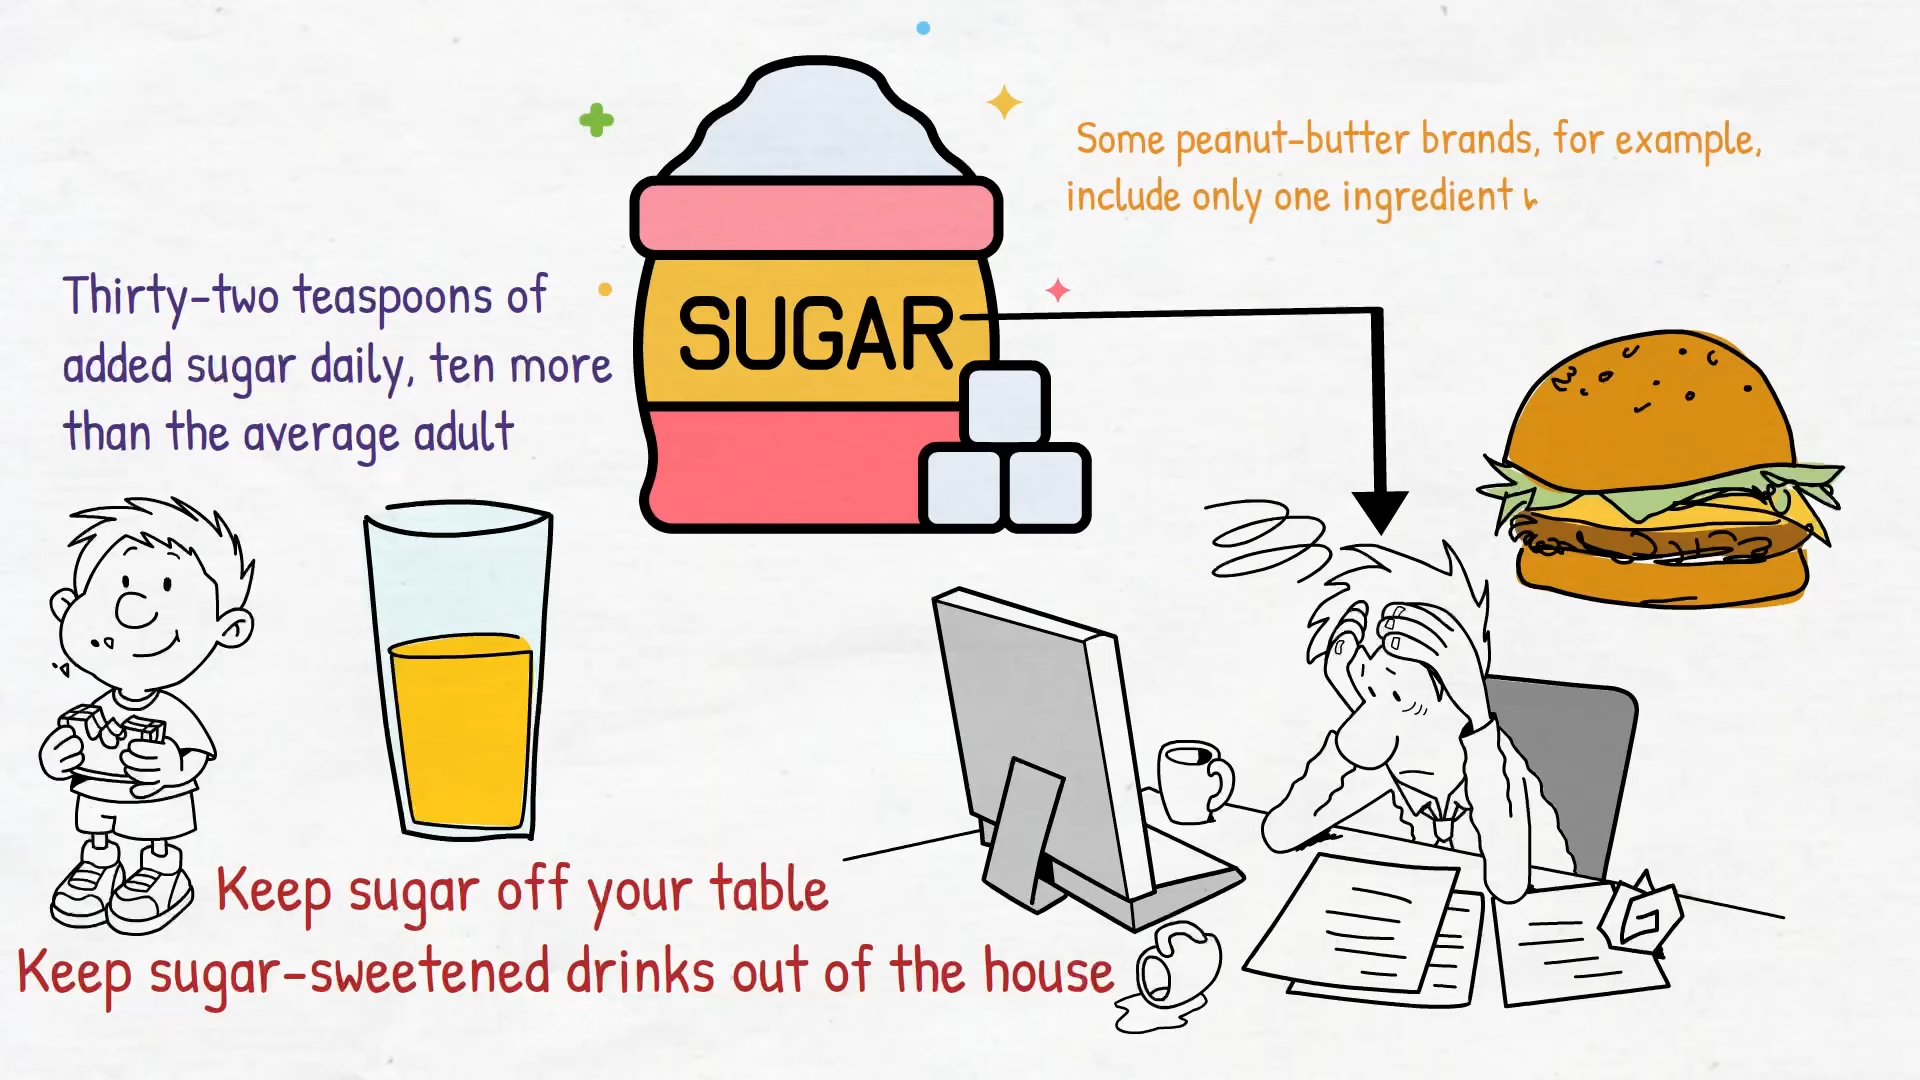 Some peanut-butter brands, for example,
include only one ingredient
SUGAR
Thirty-two teaspoons of
added sugar daily, ten more
than the average adult
Keep sugar off your table
Keep sugar-sweetened drinks out of the house